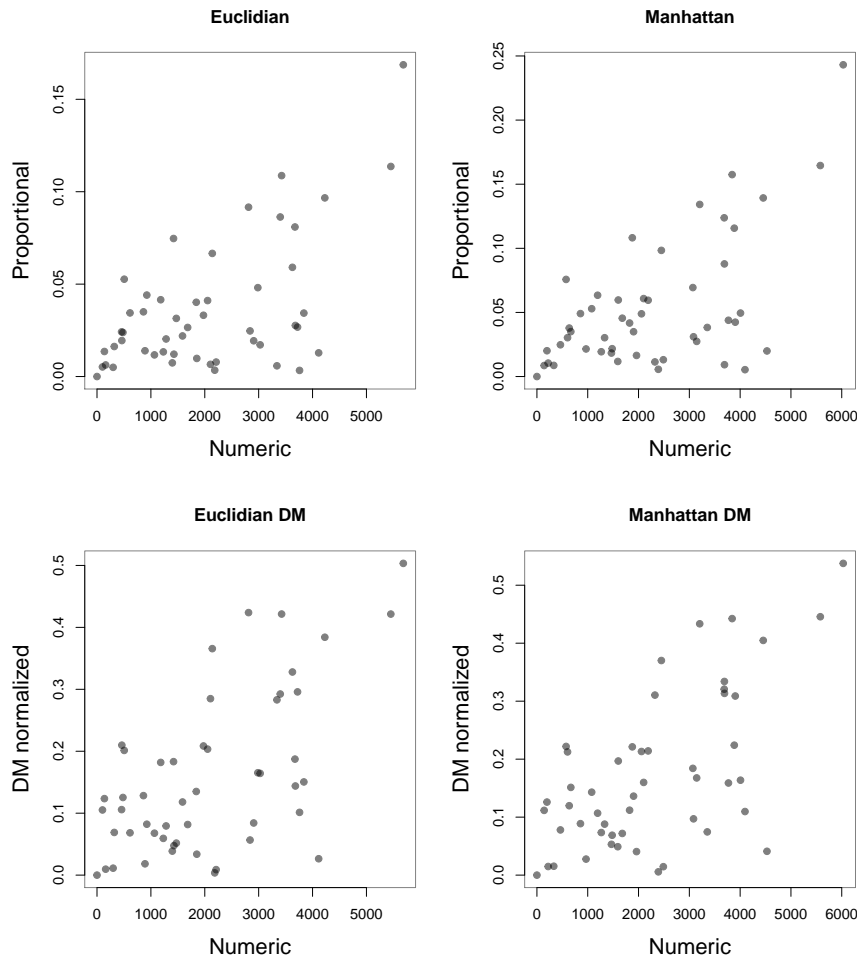 Euclidian
Proportional
0.00 0.05 0.10 0.15
0 1000 2000 3000 4000 5000
Numeric
Manhattan
Proportional
0.00 0.05 0.10 0.15 0.20 0.25
0 1000 2000 3000 4000 5000 6000
Numeric
Euclidian DM
DM normalized
0.0 0.1 0.2 0.3 0.4 0.5
0 1000 2000 3000 4000 5000
Numeric
Manhattan DM
DM normalized
0.0 0.1 0.2 0.3 0.4 0.5
0 1000 2000 3000 4000 5000 6000
Numeric